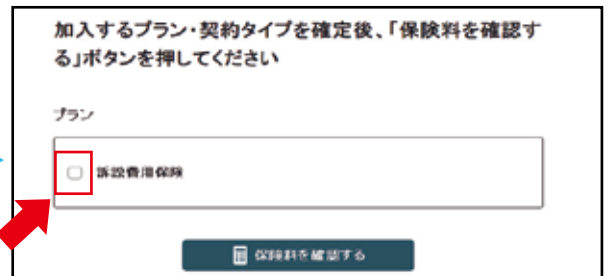 加入するプラン・契約タイプを確定後、「保険料を確認す
る」ボタンを押してください
プラン
訴訟費用保険
保険料を確認する